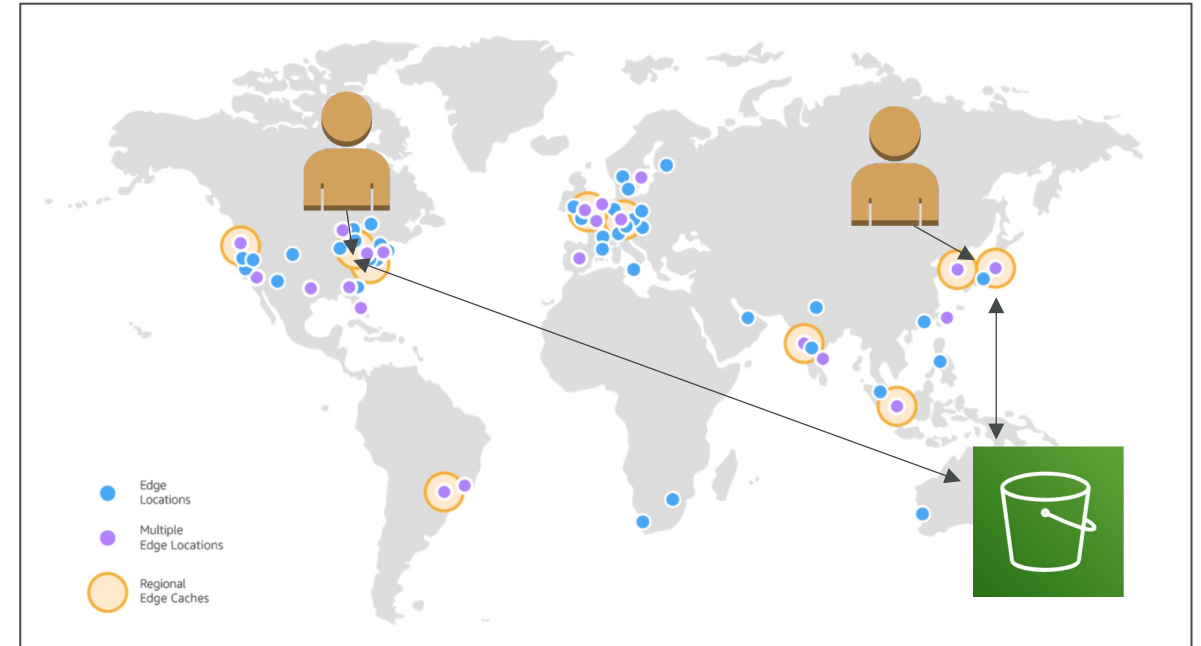 Edge
Locations
Multiple
Edge Locations
Regional
Edge Caches